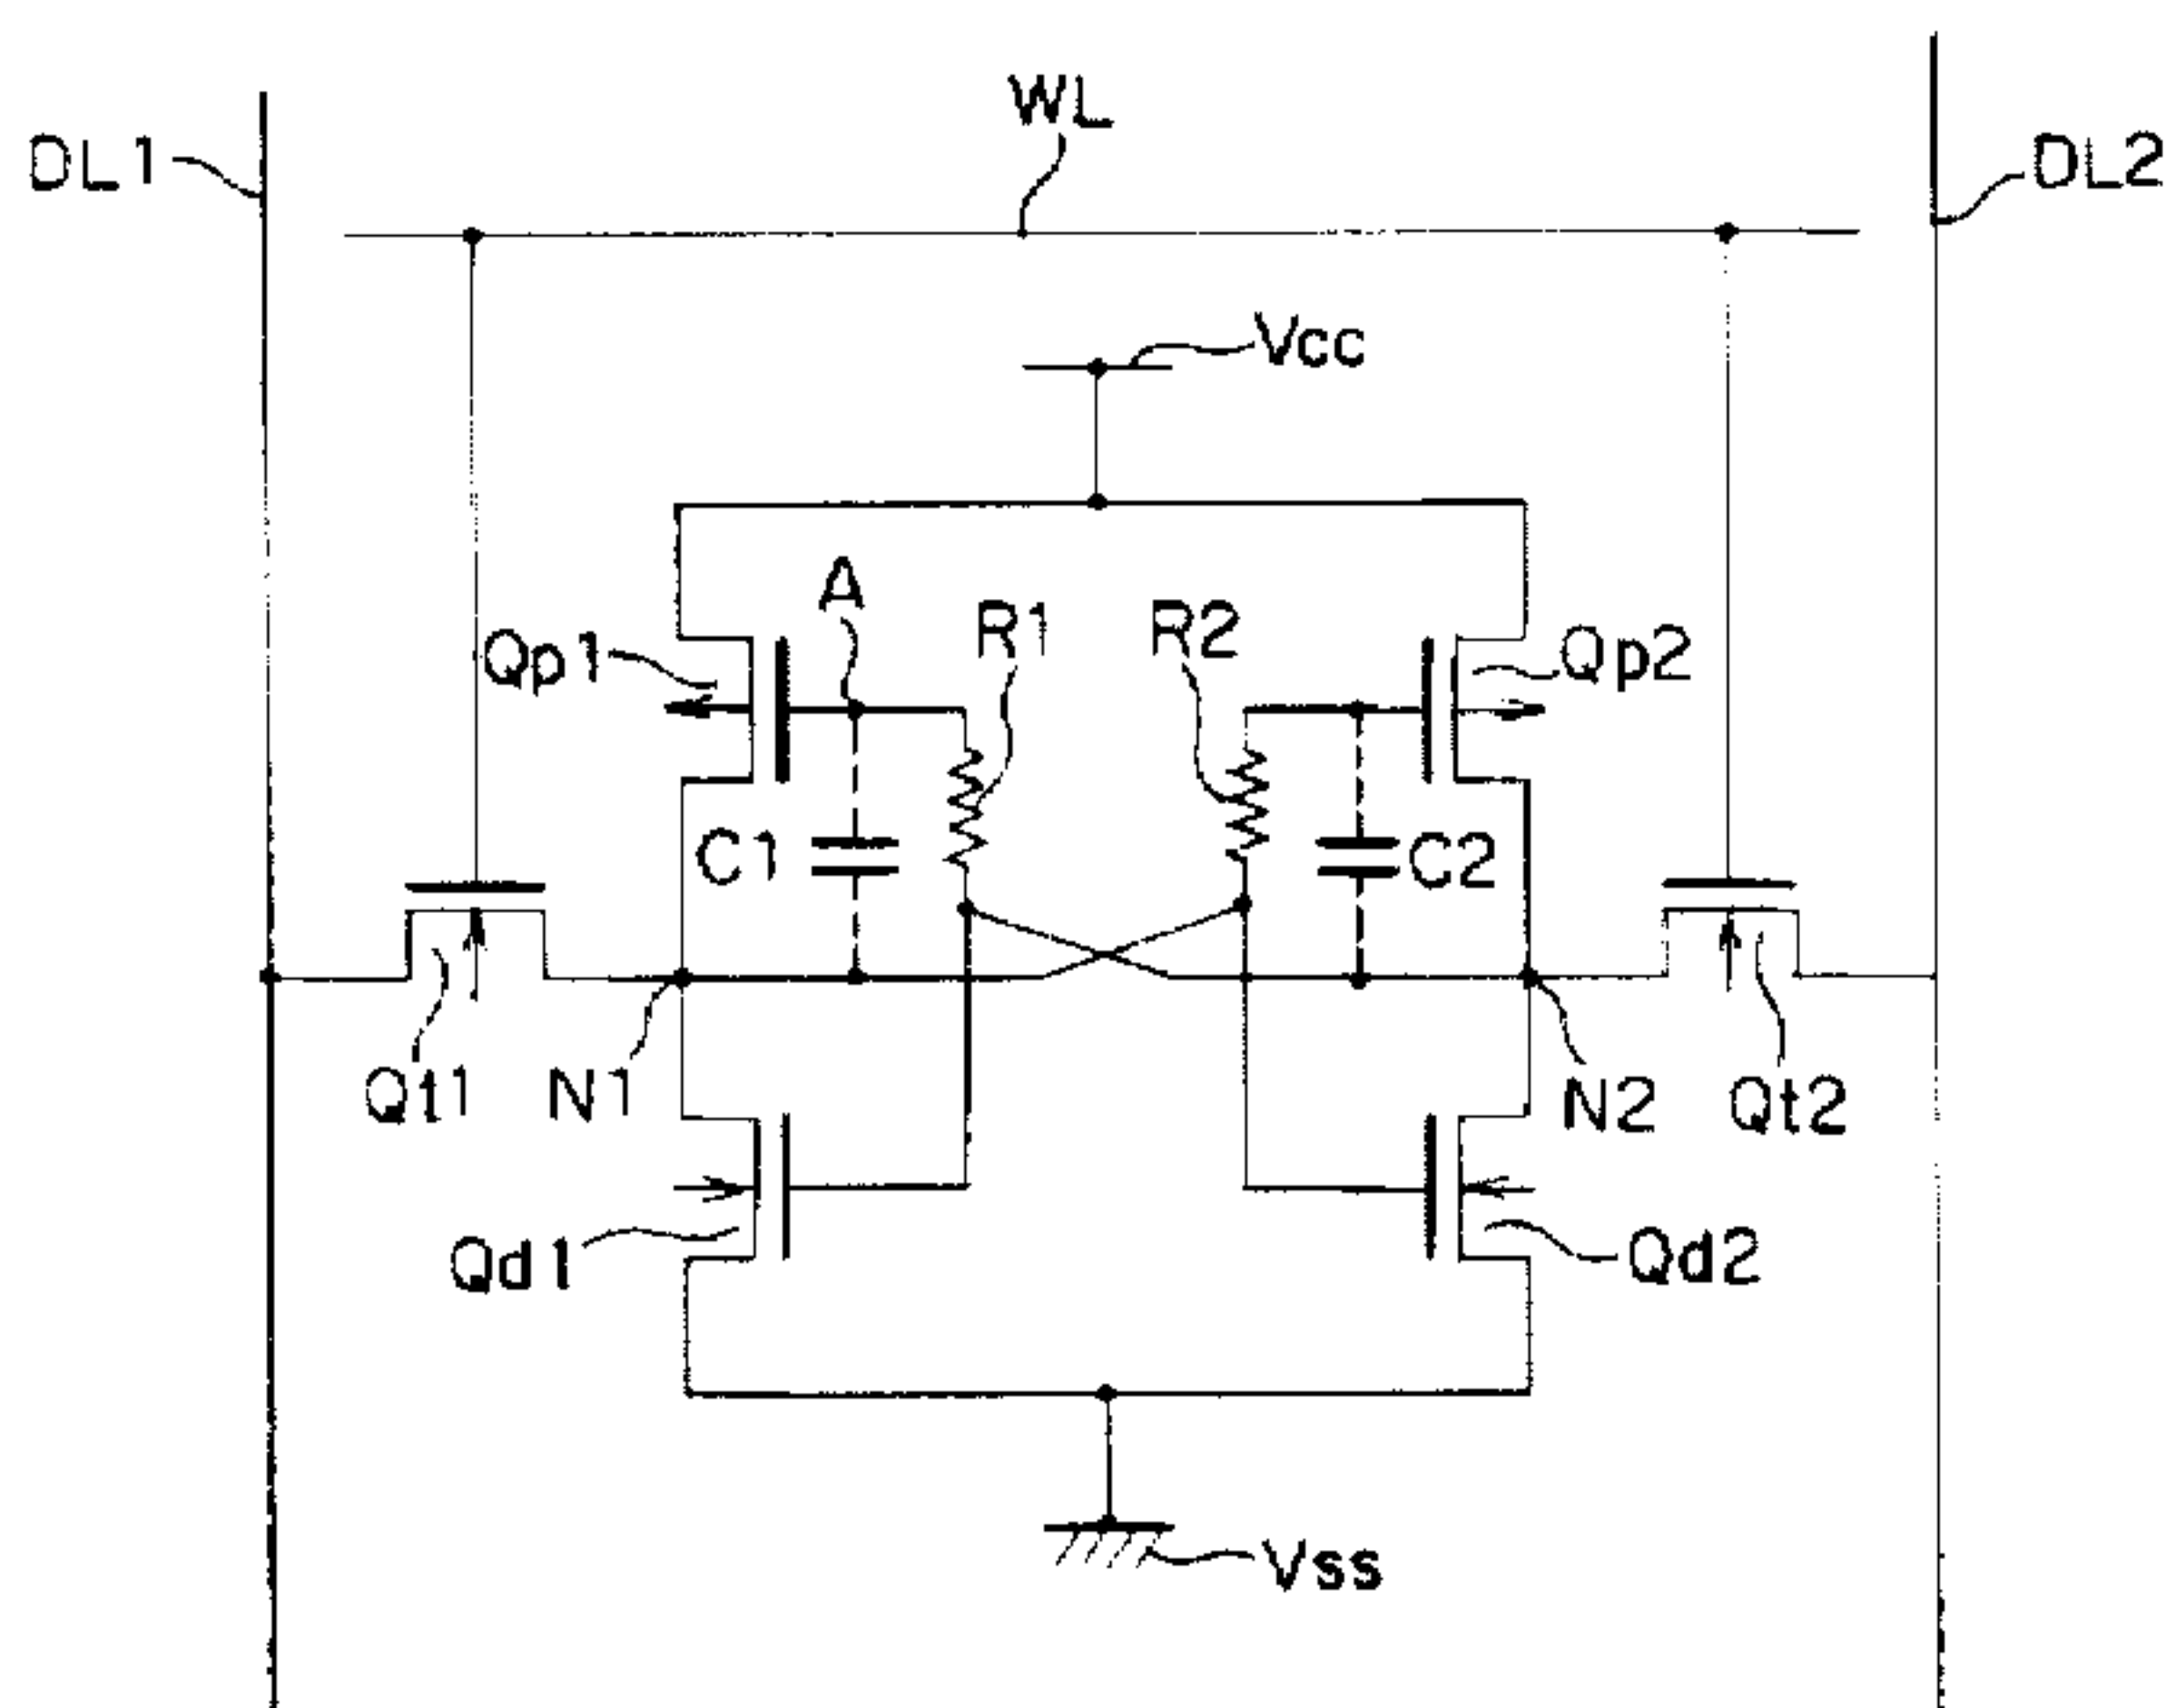 WL
DL1
DL2
Vcc
A
R1
R2
Qp1
Qp2
C1
C2
Qt1
N1
N2
Qt2
Qd1
Qd2
Vss